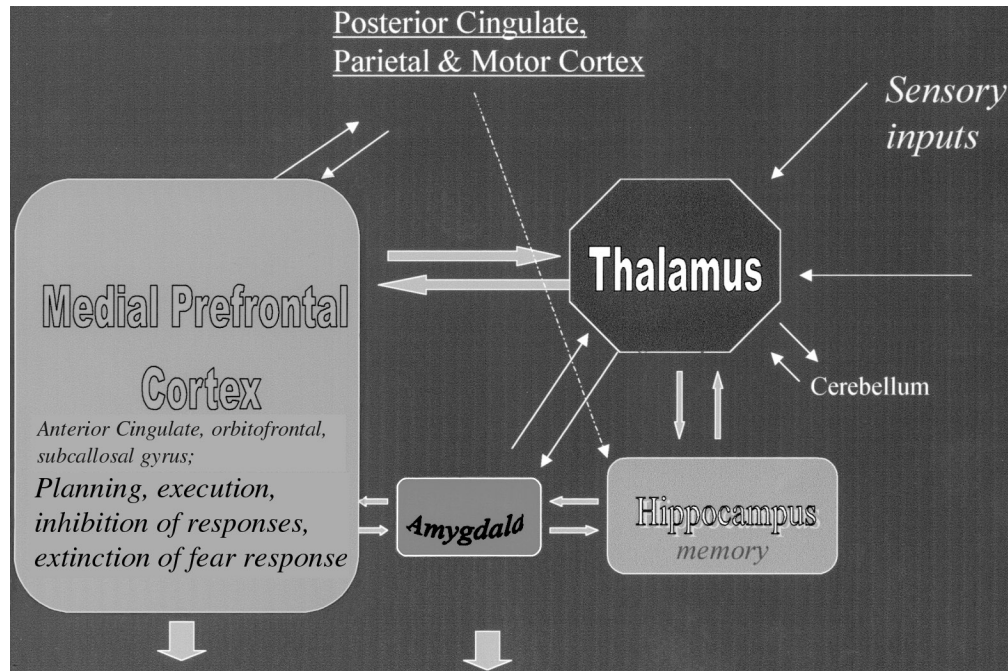 Posterior Cingulate,
Parietal & Motor Cortex
Sensory
inputs
Thalamus
Medial Prefrontal
Cortex
Anterior Cingulate, orbitofrontal,
subcallosal gyrus;
Planning, execution,
inhibition of responses,
extinction of fear response
Cerebellum
Amygdala
Hippocampus
memory